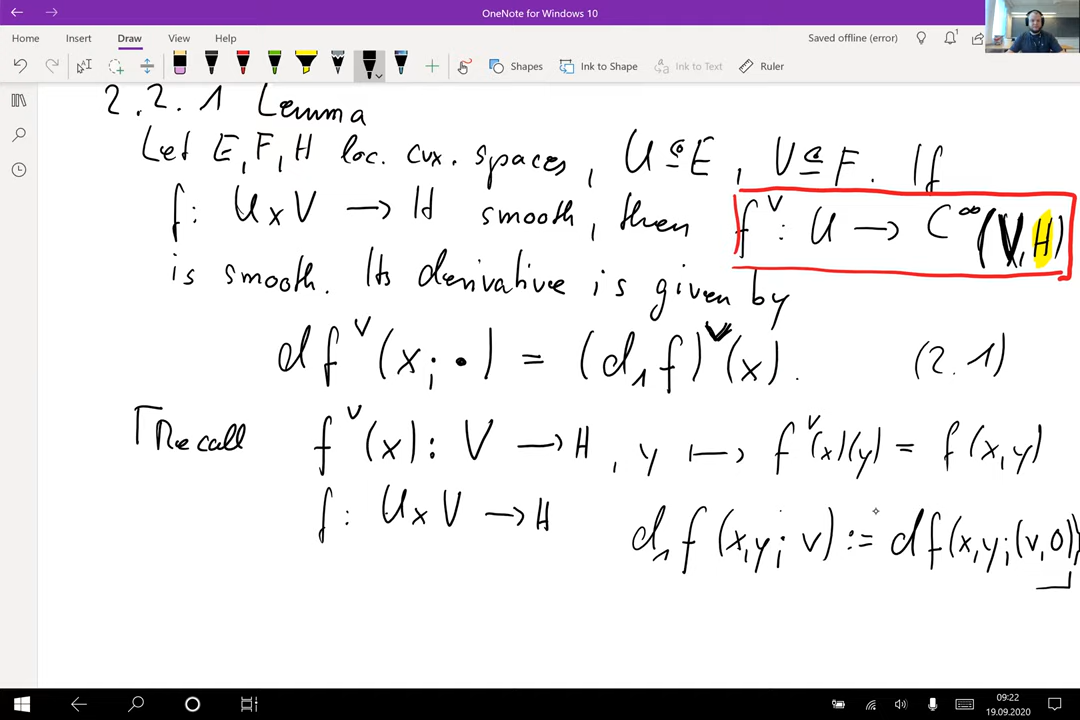 OneNote for Windows 10
Home Insert Draw View Help Saved offline (error)
Shapes Ink to Shape Ink to Text Ruler
2.2.1 Lemma
Let E, F, H loc. cvx. spaces, U ⊆° E, V ⊆° F. If
f: U × V → H smooth, then f^∨ : U → C^∞(V, H)
is smooth. Its derivative is given by
df^∨(x; •) = (d₁f)^∨(x). (2.1)
Recall f^∨(x): V → H, y ↦ f^∨(x)(y) = f(x,y)
f: U × V → H d₁f(x,y; v) := df(x,y; (v,0))
09:22
19.09.2020